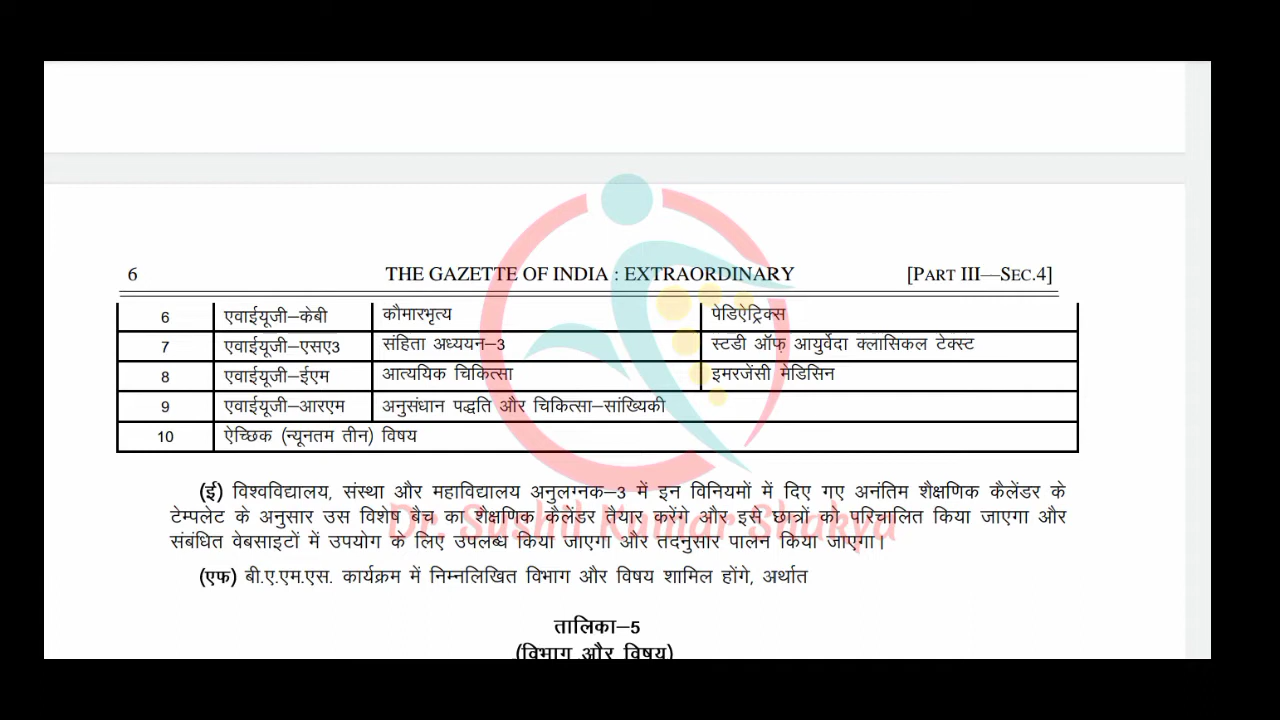 6 THE GAZETTE OF INDIA : EXTRAORDINARY [PART III—SEC.4]
6 एवाईयूजी–केबी कौमारभृत्य पेडिऐट्रिक्स
7 एवाईयूजी–एसए3 संहिता अध्ययन–3 स्टडी ऑफ़ आयुर्वेदा क्लासिकल टेक्स्ट
8 एवाईयूजी–ईएम आत्ययिक चिकित्सा इमरजेंसी मेडिसिन
9 एवाईयूजी–आरएम अनुसंधान पद्धति और चिकित्सा–सांख्यिकी
10 ऐच्छिक (न्यूनतम तीन) विषय
(ई) विश्वविद्यालय, संस्था और महाविद्यालय अनुलग्नक–3 में इन विनियमों में दिए गए अनंतिम शैक्षणिक कैलेंडर के
टेम्पलेट के अनुसार उस विशेष बैच का शैक्षणिक कैलेंडर तैयार करेंगे और इसे छात्रों को परिचालित किया जाएगा और
संबंधित वेबसाइटों में उपयोग के लिए उपलब्ध किया जाएगा और तदनुसार पालन किया जाएगा।
Dr. Sushil Kumar Shakya
(एफ) बी.ए.एम.एस. कार्यक्रम में निम्नलिखित विभाग और विषय शामिल होंगे, अर्थात
तालिका–5
(विभाग और विषय)